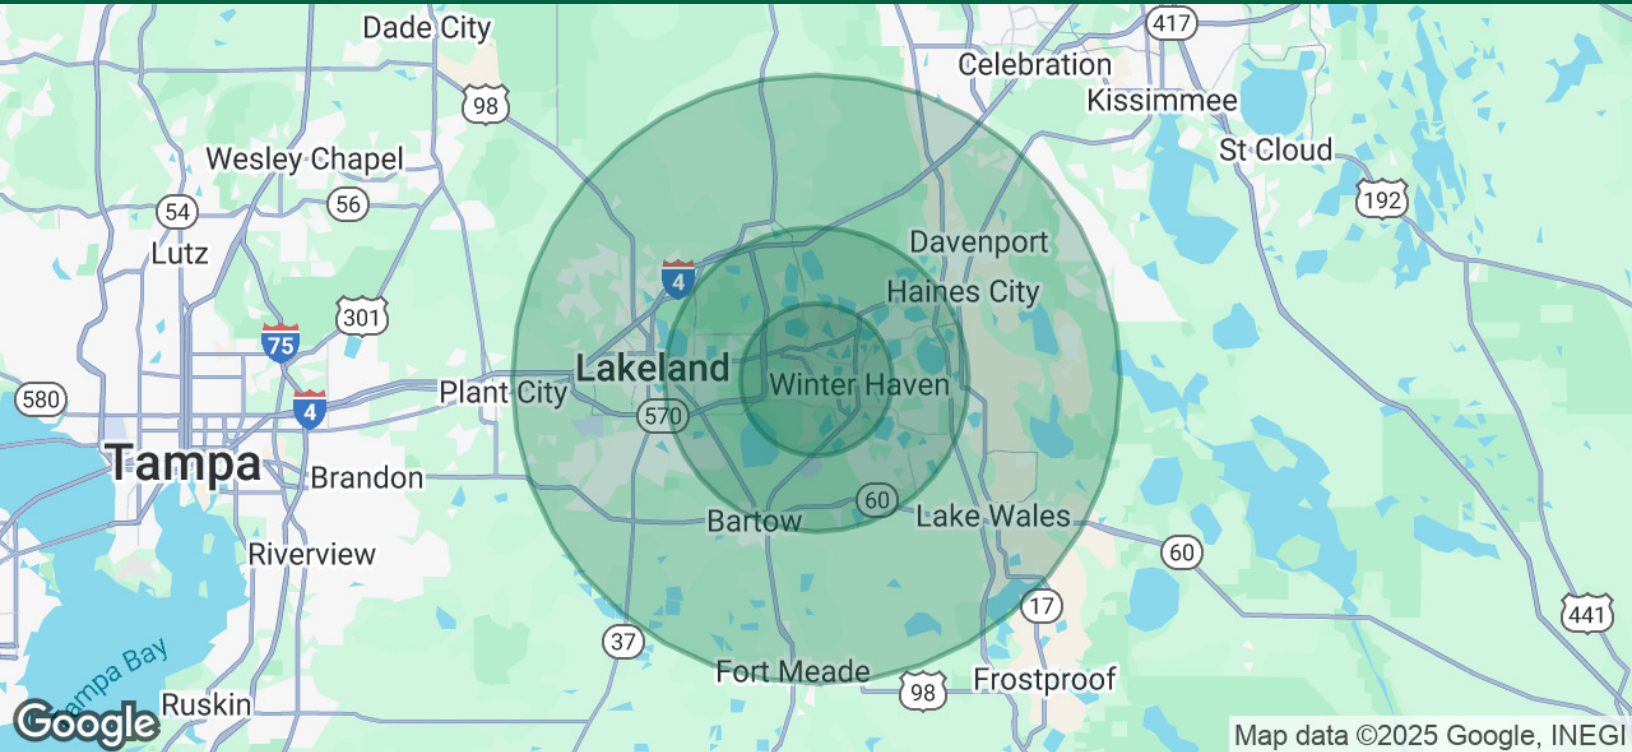 Dade City
417
Celebration
98
Kissimmee
Wesley Chapel
St Cloud
54
56
192
Lutz
Davenport
4
Haines City
301
75
Lakeland
Winter Haven
Plant City
580
4
570
Tampa
Brandon
60
Bartow
Lake Wales
Riverview
60
17
441
37
Tampa Bay
Fort Meade
Frostproof
98
Ruskin
Google
Map data ©2025 Google, INEGI